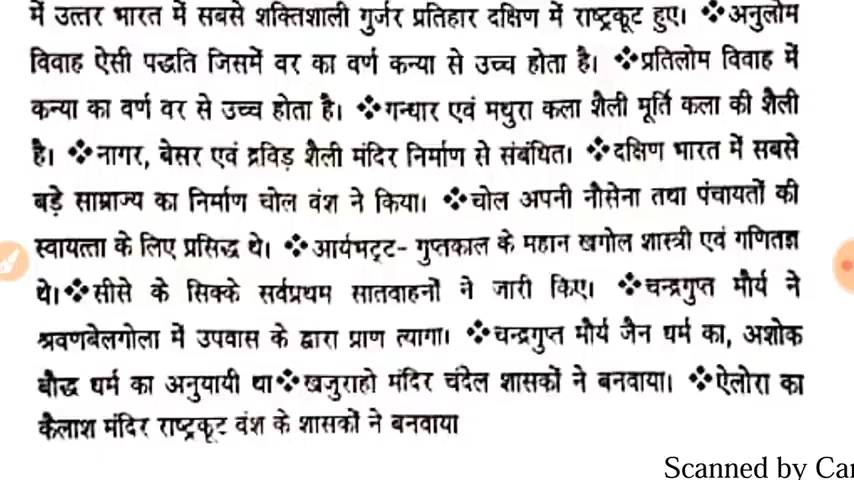 में उत्तर भारत में सबसे शक्तिशाली गुर्जर प्रतिहार दक्षिण में राष्ट्रकूट हुए। ❖अनुलोम
विवाह ऐसी पद्धति जिसमें वर का वर्ण कन्या से उच्च होता है। ❖प्रतिलोम विवाह में
कन्या का वर्ण वर से उच्च होता है। ❖गन्धार एवं मथुरा कला शैली मूर्ति कला की शैली
है। ❖नागर, बेसर एवं द्रविड़ शैली मंदिर निर्माण से संबंधित। ❖दक्षिण भारत में सबसे
बड़े साम्राज्य का निर्माण चोल वंश ने किया। ❖चोल अपनी नौसेना तथा पंचायतों की
स्वायत्ता के लिए प्रसिद्ध थे। ❖आर्यभट्ट- गुप्तकाल के महान खगोल शास्त्री एवं गणितज्ञ
थे।❖सीसे के सिक्के सर्वप्रथम सातवाहनों ने जारी किए। ❖चन्द्रगुप्त मौर्य ने
श्रवणबेलगोला में उपवास के द्वारा प्राण त्यागा। ❖चन्द्रगुप्त मौर्य जैन धर्म का, अशोक
बौद्ध धर्म का अनुयायी था❖खजुराहो मंदिर चंदेल शासकों ने बनवाया। ❖ऐलोरा का
कैलाश मंदिर राष्ट्रकूट वंश के शासकों ने बनवाया
Scanned by Car